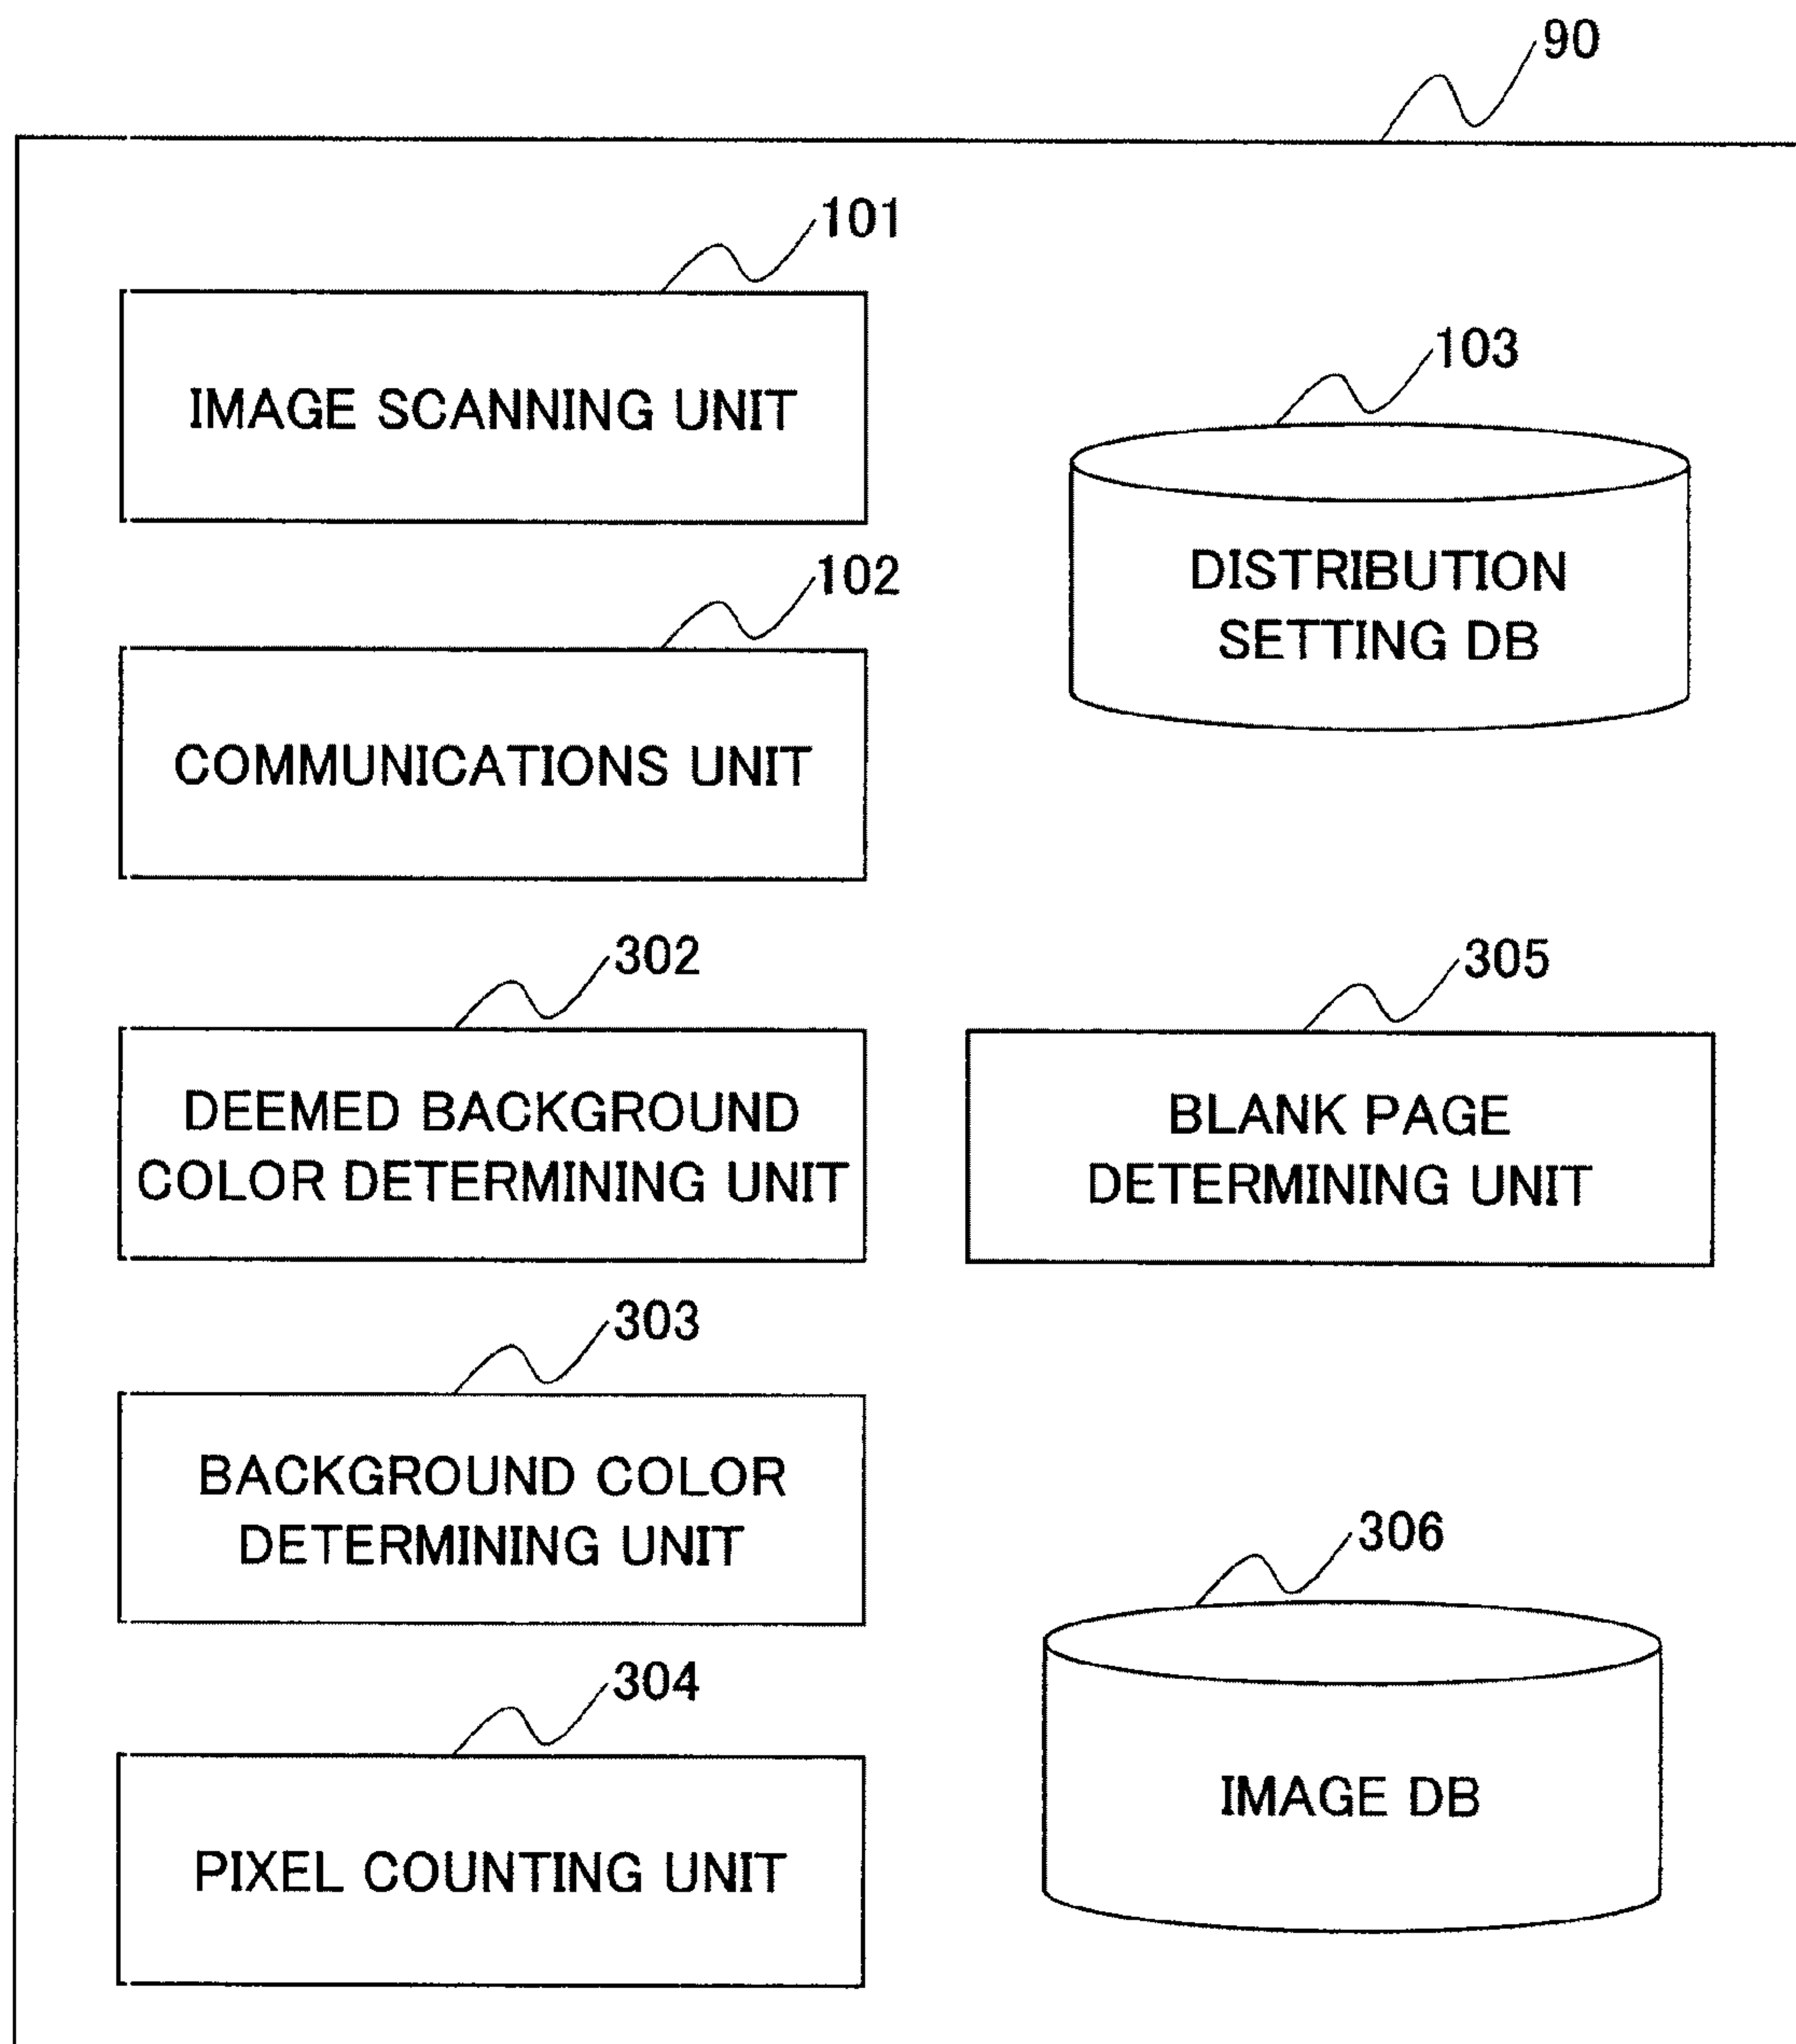 90
101
IMAGE SCANNING UNIT
103
DISTRIBUTION
SETTING DB
102
COMMUNICATIONS UNIT
302
DEEMED BACKGROUND
COLOR DETERMINING UNIT
305
BLANK PAGE
DETERMINING UNIT
303
BACKGROUND COLOR
DETERMINING UNIT
306
IMAGE DB
304
PIXEL COUNTING UNIT